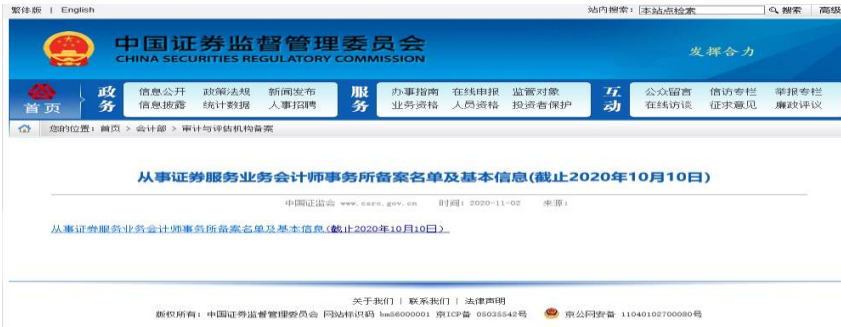 繁体版 | English 站内搜索: 本站点检索 搜索 高级
中国证券监督管理委员会
CHINA SECURITIES REGULATORY COMMISSION
发挥合力
首页
政务
信息公开 政策法规 新闻发布
信息披露 统计数据 人事招聘
服务
办事指南 在线申报 监管对象
业务资格 人员资格 投资者保护
互动
公众留言 信访专栏 举报专栏
在线访谈 征求意见 廉政评议
您的位置: 首页 > 会计部 > 审计与评估机构备案
从事证券服务业务会计师事务所备案名单及基本信息(截止2020年10月10日)
中国证监会 www.csrc.gov.cn 时间: 2020-11-02 来源:
从事证券服务业务会计师事务所备案名单及基本信息(截止2020年10月10日)
关于我们 | 联系我们 | 法律声明
版权所有: 中国证券监督管理委员会 网站标识码 bm56000001 京ICP备 05035542号 京公网安备 11040102700080号